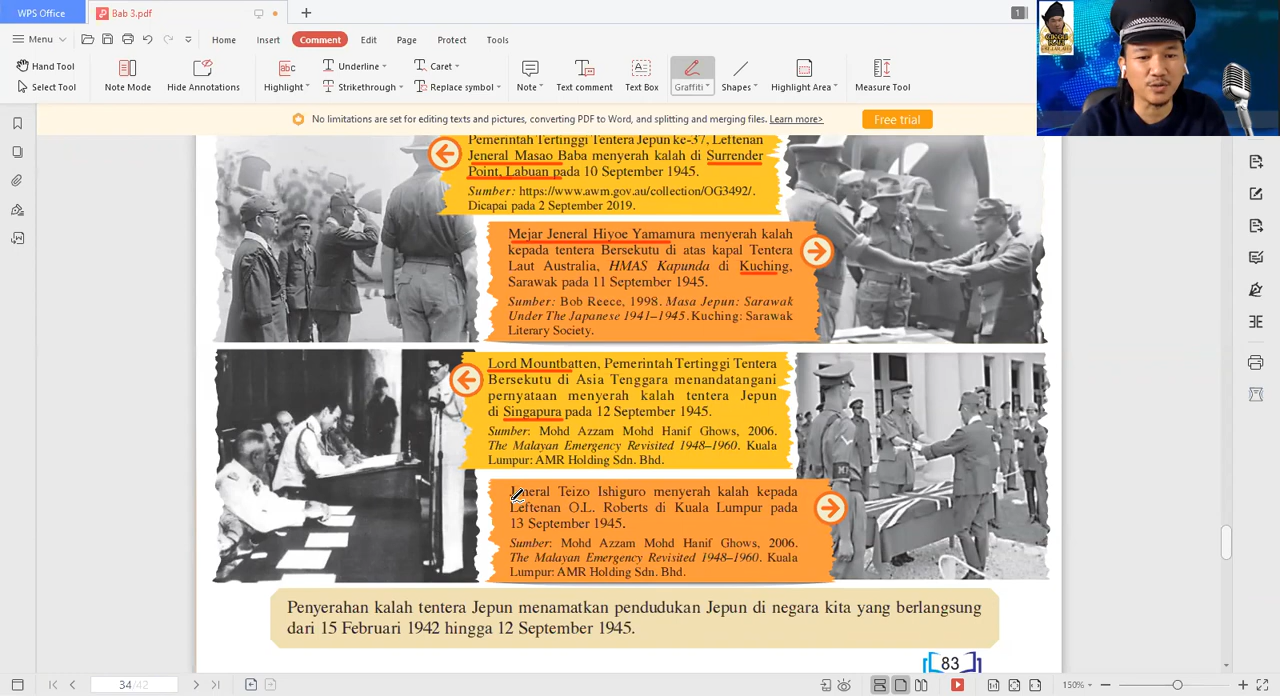 WPS Office
Bab 3.pdf
1
Menu
Home
Insert
Comment
Edit
Page
Protect
Tools
Hand Tool
Select Tool
Note Mode
Hide Annotations
Highlight
Underline
Strikethrough
Caret
Replace symbol
Note
Text comment
Text Box
Graffiti
Shapes
Highlight Area
Measure Tool
No limitations are set for editing texts and pictures, converting PDF to Word, and splitting and merging files. Learn more>
Free trial
Pemerintah Tertinggi Tentera Jepun ke-37, Leftenan
Jeneral Masao Baba menyerah kalah di Surrender
Point, Labuan pada 10 September 1945.
Sumber: https://www.awm.gov.au/collection/OG3492/.
Dicapai pada 2 September 2019.
Mejar Jeneral Hiyoe Yamamura menyerah kalah
kepada tentera Bersekutu di atas kapal Tentera
Laut Australia, HMAS Kapunda di Kuching,
Sarawak pada 11 September 1945.
Sumber: Bob Reece, 1998. Masa Jepun: Sarawak
Under The Japanese 1941–1945. Kuching: Sarawak
Literary Society.
Lord Mountbatten, Pemerintah Tertinggi Tentera
Bersekutu di Asia Tenggara menandatangani
pernyataan menyerah kalah tentera Jepun
di Singapura pada 12 September 1945.
Sumber: Mohd Azzam Mohd Hanif Ghows, 2006.
The Malayan Emergency Revisited 1948–1960. Kuala
Lumpur: AMR Holding Sdn. Bhd.
Jeneral Teizo Ishiguro menyerah kalah kepada
Leftenan O.L. Roberts di Kuala Lumpur pada
13 September 1945.
Sumber: Mohd Azzam Mohd Hanif Ghows, 2006.
The Malayan Emergency Revisited 1948–1960. Kuala
Lumpur: AMR Holding Sdn. Bhd.
Penyerahan kalah tentera Jepun menamatkan pendudukan Jepun di negara kita yang berlangsung
dari 15 Februari 1942 hingga 12 September 1945.
83
34/42
150%